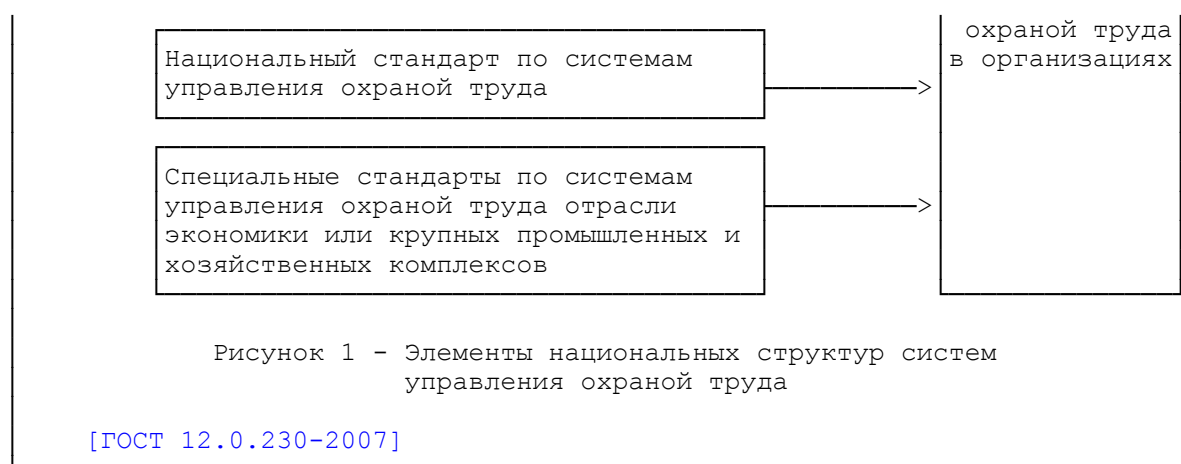 охраной труда
Национальный стандарт по системам
в организациях
управления охраной труда
Специальные стандарты по системам
управления охраной труда отрасли
экономики или крупных промышленных и
хозяйственных комплексов
Рисунок 1 - Элементы национальных структур систем
управления охраной труда
[ГОСТ 12.0.230-2007]